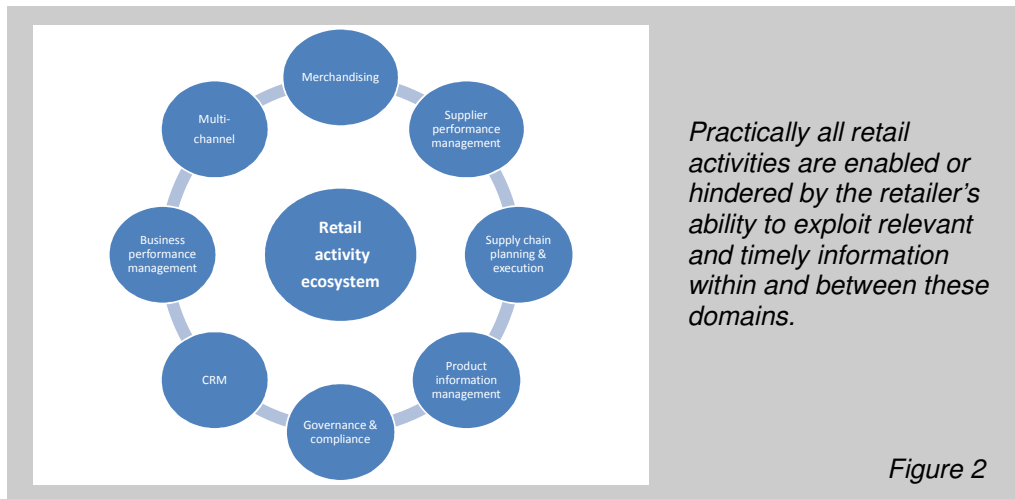 Merchandising
Supplier
performance
management
Supply chain
planning &
execution
Product
information
management
Governance &
compliance
CRM
Business
performance
management
Multi-
channel
Retail
activity
ecosystem
Practically all retail
activities are enabled or
hindered by the retailer’s
ability to exploit relevant
and timely information
within and between these
domains.
Figure 2